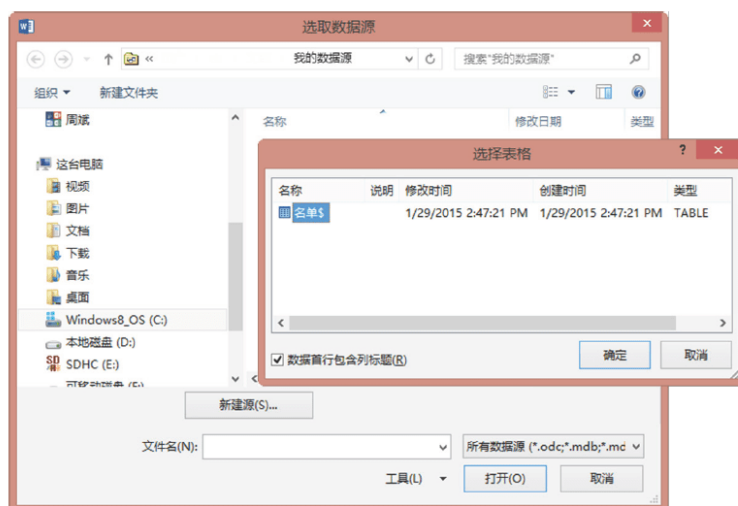 选取数据源
«
我的数据源
搜索"我的数据源"
组织
新建文件夹
周斌
名称
修改日期
类型
选择表格
?
这台电脑
视频
图片
文档
下载
音乐
桌面
Windows8_OS (C:)
本地磁盘 (D:)
SDHC (E:)
可移动磁盘 (F:)
名称 说明 修改时间 创建时间 类型
名单$ 1/29/2015 2:47:21 PM 1/29/2015 2:47:21 PM TABLE
数据首行包含列标题(R)
确定
取消
新建源(S)...
文件名(N):
所有数据源 (*.odc;*.mdb;*.md
工具(L)
打开(O)
取消